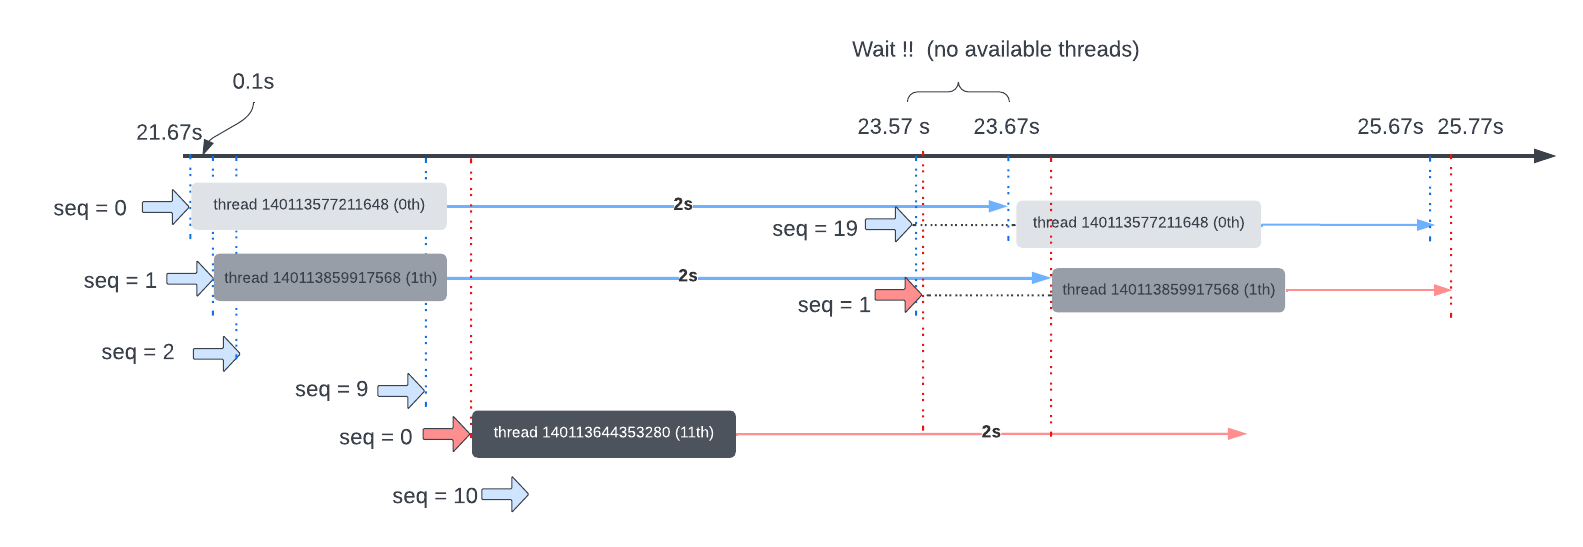 Wait !!  (no available threads)
0.1s
21.67s
23.57 s
23.67s
25.67s
25.77s
seq = 0
thread 140113577211648 (0th)
2s
seq = 19
thread 140113577211648 (0th)
seq = 1
thread 140113859917568 (1th)
2s
seq = 1
thread 140113859917568 (1th)
seq = 2
seq = 9
seq = 0
thread 140113644353280 (11th)
2s
seq = 10